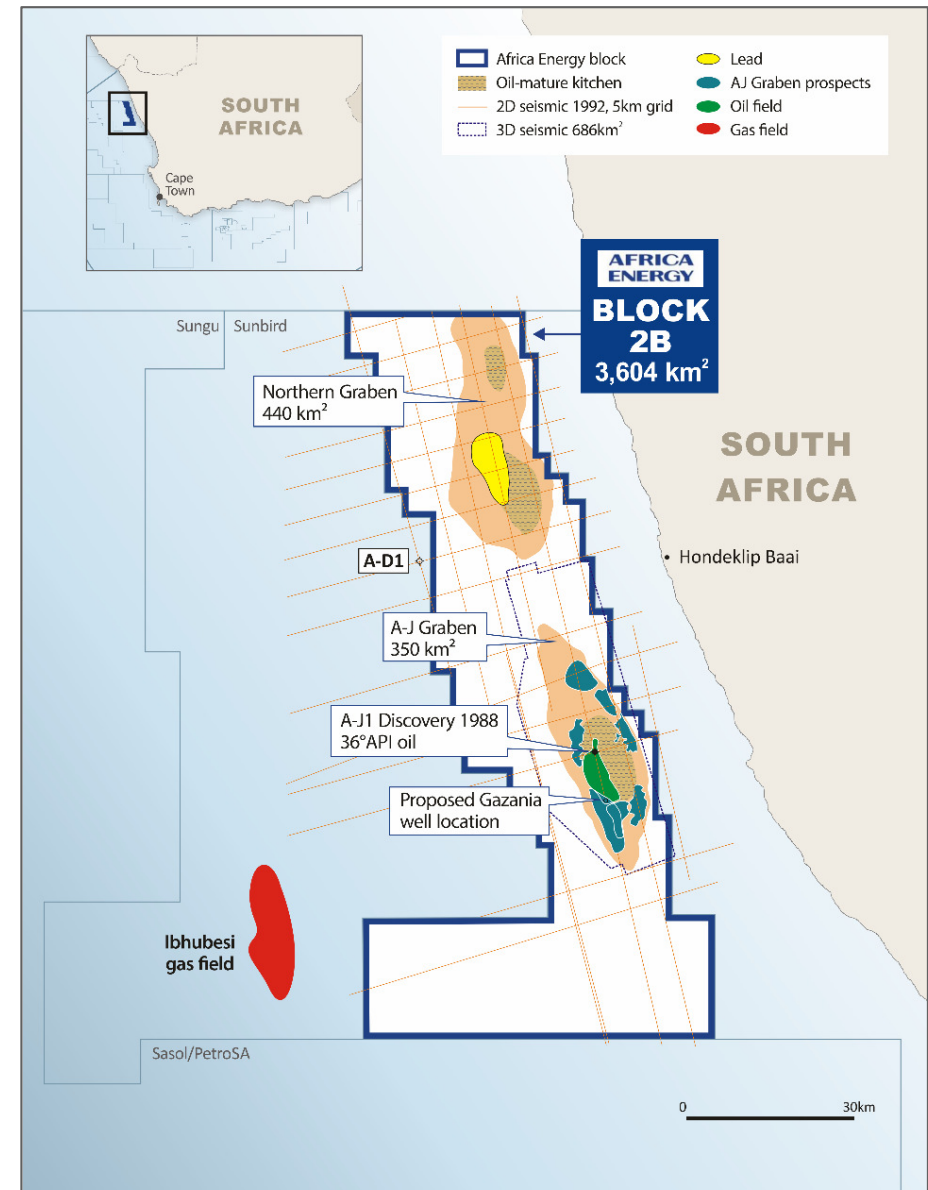 SOUTH
AFRICA
Cape
Town
Africa Energy block
Oil-mature kitchen
2D seismic 1992, 5km grid
3D seismic 686km²
Lead
AJ Graben prospects
Oil field
Gas field
AFRICA
ENERGY
BLOCK
2B
3,604 km²
Sungu
Sunbird
Northern Graben
440 km²
SOUTH
AFRICA
A-D1
Hondeklip Baai
A-J Graben
350 km²
A-J1 Discovery 1988
36°API oil
Proposed Gazania
well location
Ibhubesi
gas field
Sasol/PetroSA
0 30km